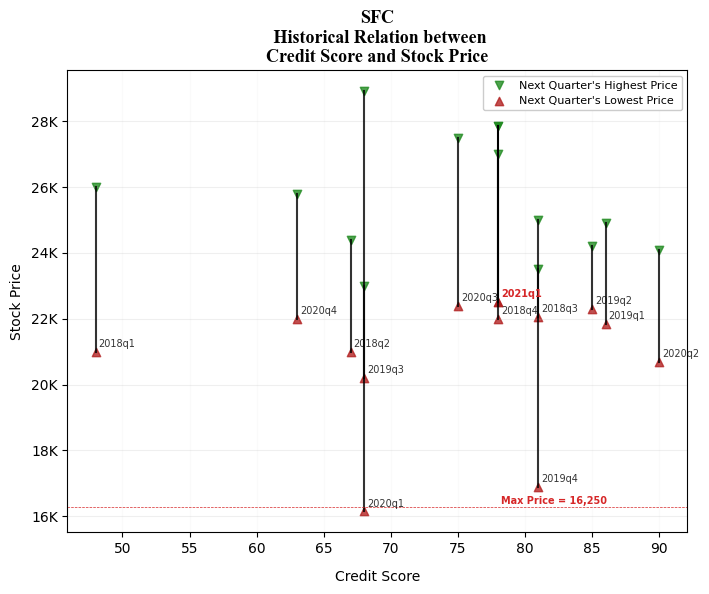 SFC
Historical Relation between
Credit Score and Stock Price
Next Quarter's Highest Price
Next Quarter's Lowest Price
28K
26K
24K
22K
20K
18K
16K
Stock Price
2018q1
2020q4
2018q2
2019q3
2020q1
2020q3
2021q1
2018q4
2018q3
2019q4
2019q2
2019q1
2020q2
Max Price = 16,250
50
55
60
65
70
75
80
85
90
Credit Score